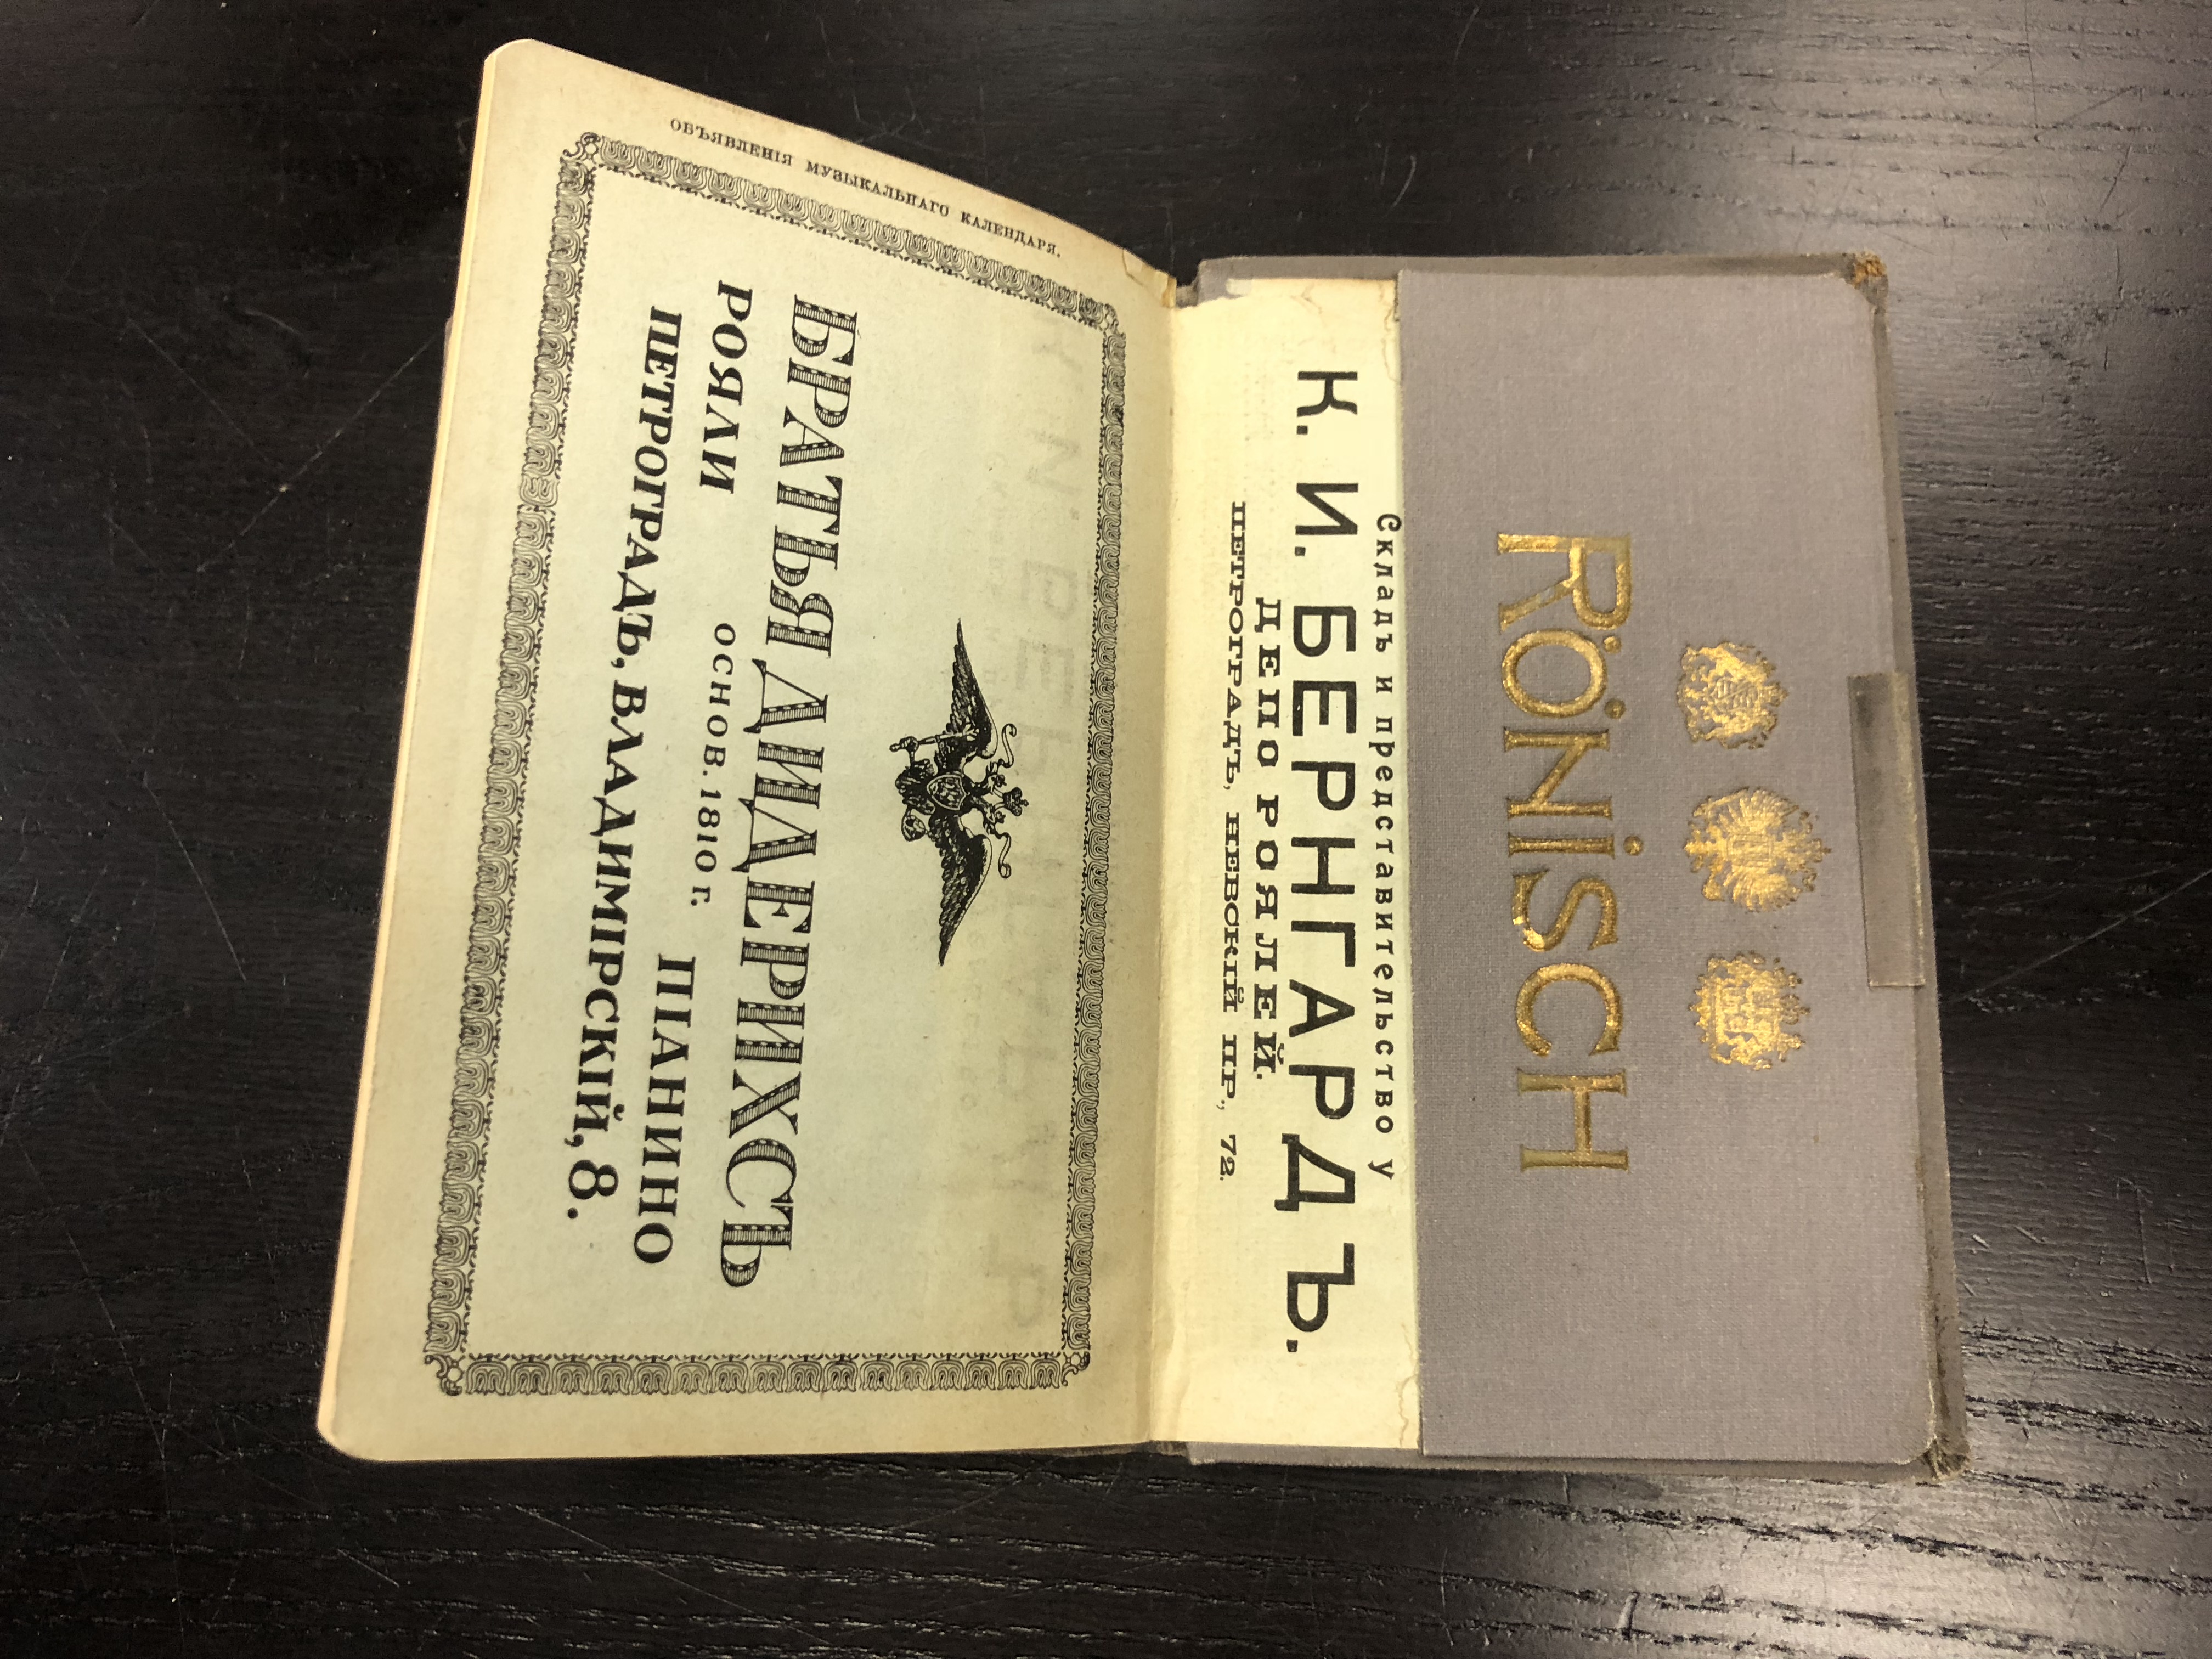 RÖNISCH
Складъ и представительство у
К. И. БЕРНГАРДЪ.
ДЕПО РОЯЛЕЙ.
ПЕТРОГРАДЪ, НЕВСКІЙ ПР., 72.
ОБЪЯВЛЕНІЯ МУЗЫКАЛЬНАГО КАЛЕНДАРЯ.
БРАТЬЯ ДИДЕРИХСЪ
РОЯЛИ ОСНОВ. 1810 г. ПІАНИНО
ПЕТРОГРАДЪ, ВЛАДИМІРСКІЙ, 8.